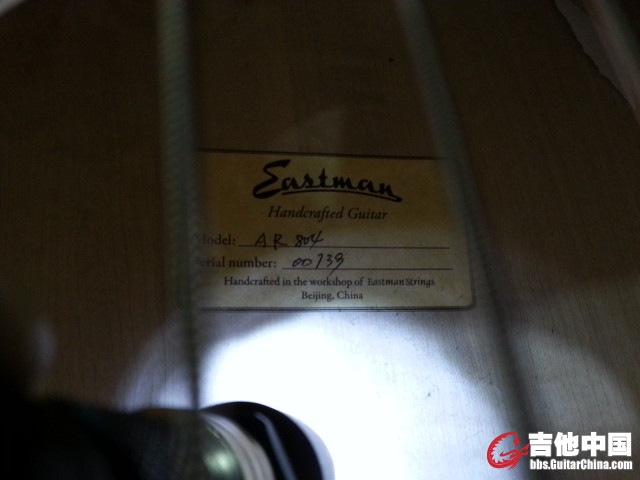 Eastman
Handcrafted Guitar
Model: AR 804
erial number: 00739
Handcrafted in the workshop of Eastman Strings
Beijing, China
吉他中国
bbs.GuitarChina.com